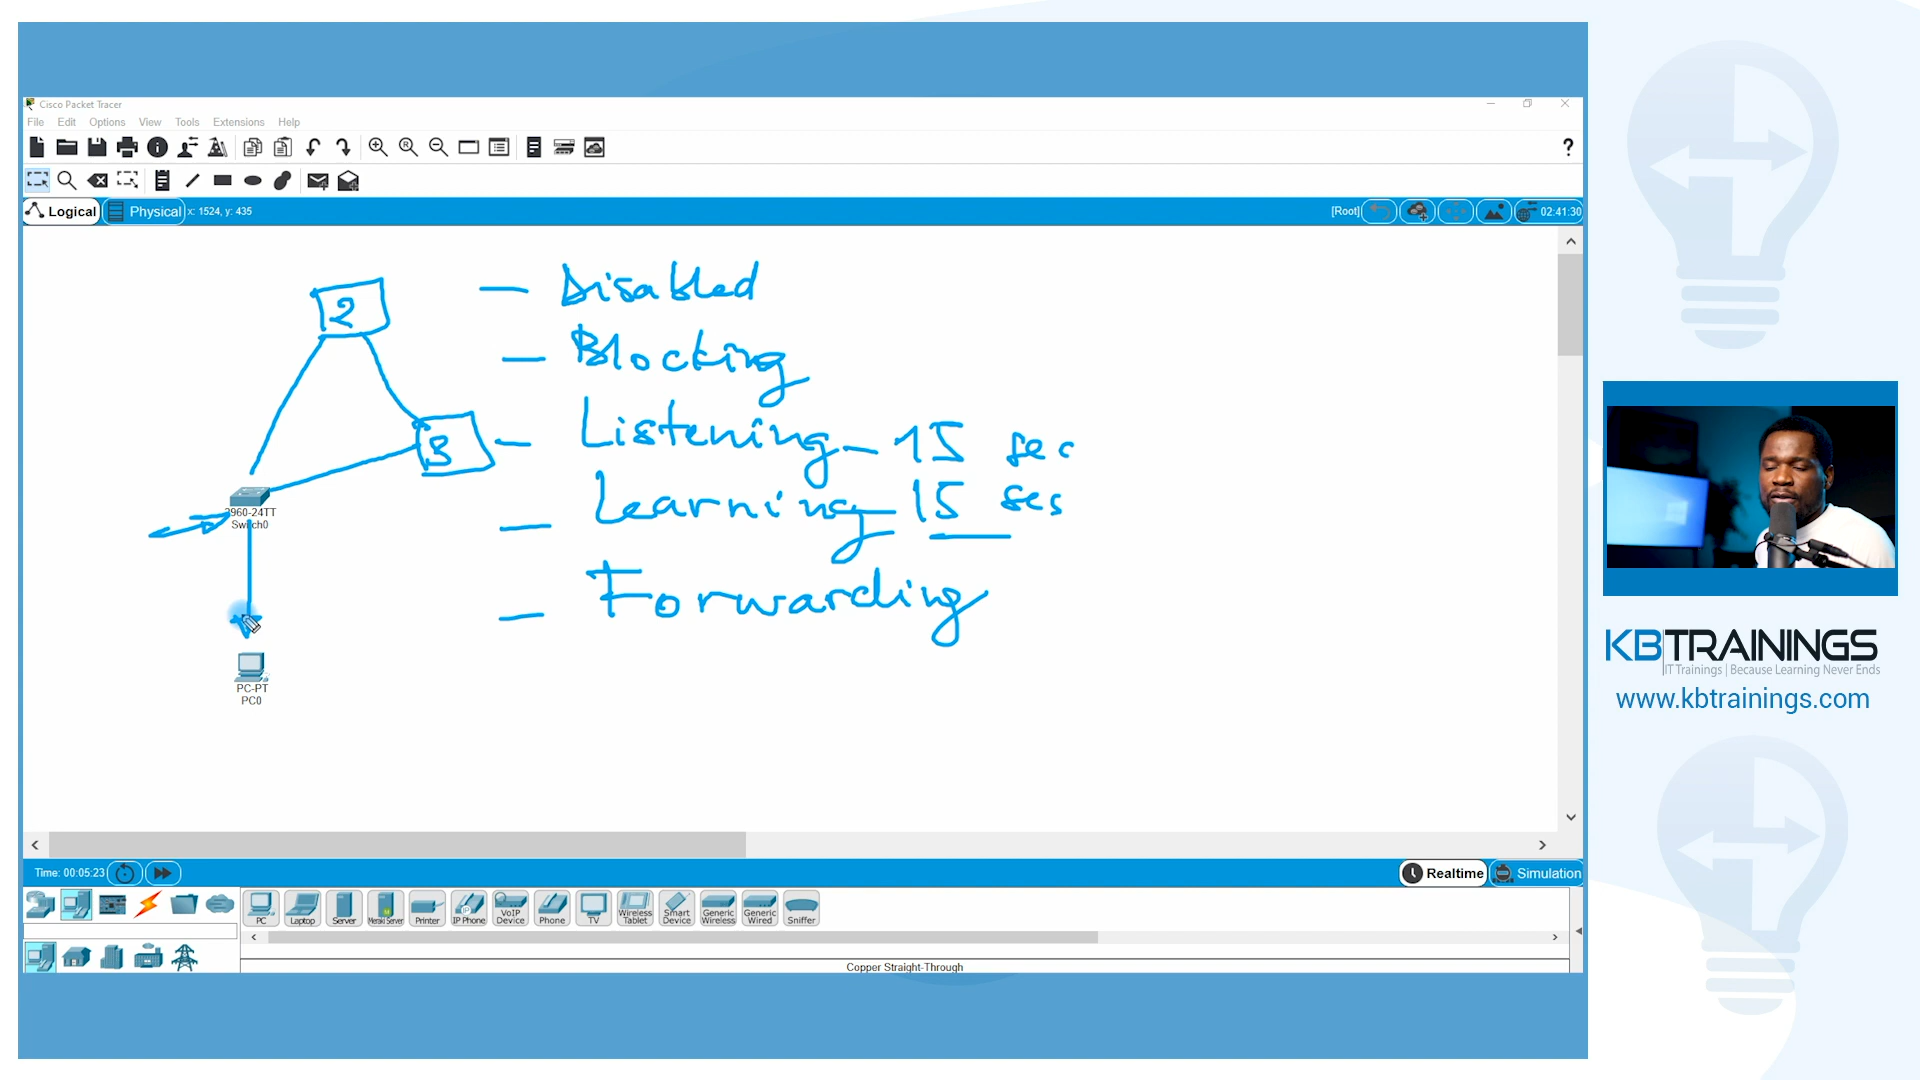 Cisco Packet Tracer
File Edit Options View Tools Extensions Help
?
Logical Physical x: 1524, y: 435 [Root] 02:41:30
2
3
– Disabled
– Blocking
– Listening – 15 sec
– Learning – 15 ses
– Forwarding
2960-24TT
Switch0
PC-PT
PC0
Time: 00:05:23 Realtime Simulation
PC Laptop Server Meraki Server Printer IP Phone VoIP Device Phone TV Wireless Tablet Smart Device Generic Wireless Generic Wired Sniffer
Copper Straight-Through
KBTRAININGS
IT Trainings | Because Learning Never Ends
www.kbtrainings.com